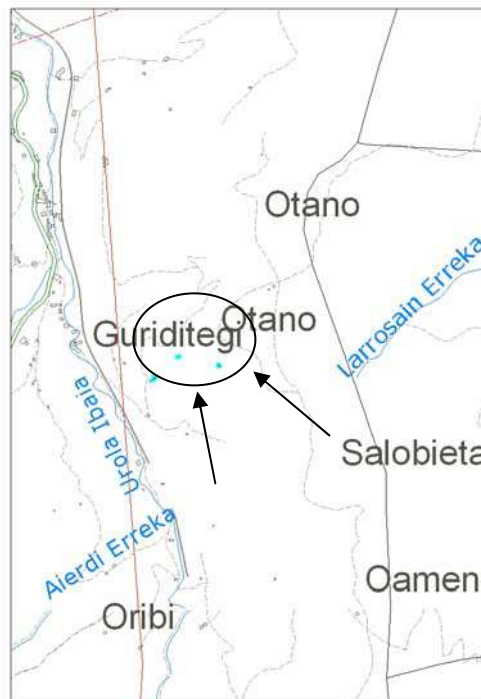 Otano
Larrosain Erreka
Otano
Guriditegi
Urola Ibaia
Salobieta
Aierdi Erreka
Oamen
Oribi